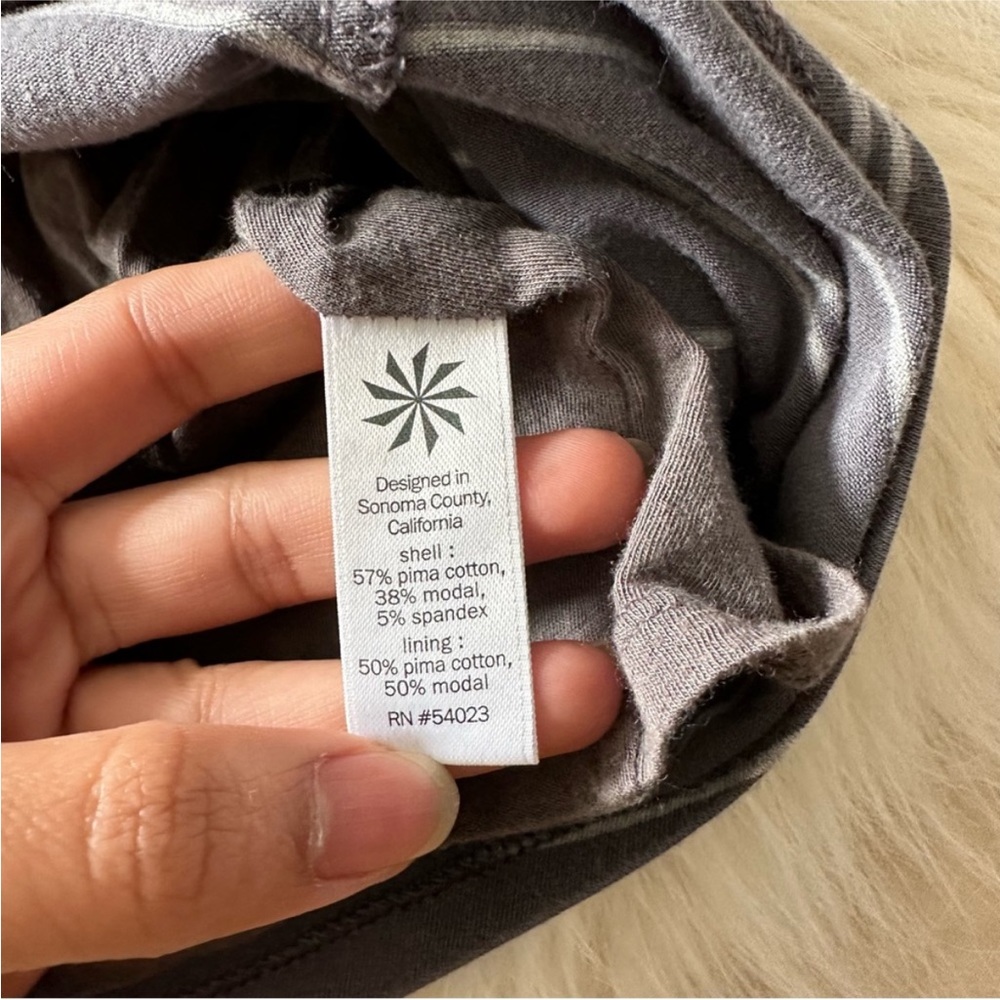 Designed in
Sonoma County,
California
shell :
57% pima cotton,
38% modal,
5% spandex
lining :
50% pima cotton,
50% modal
RN #54023